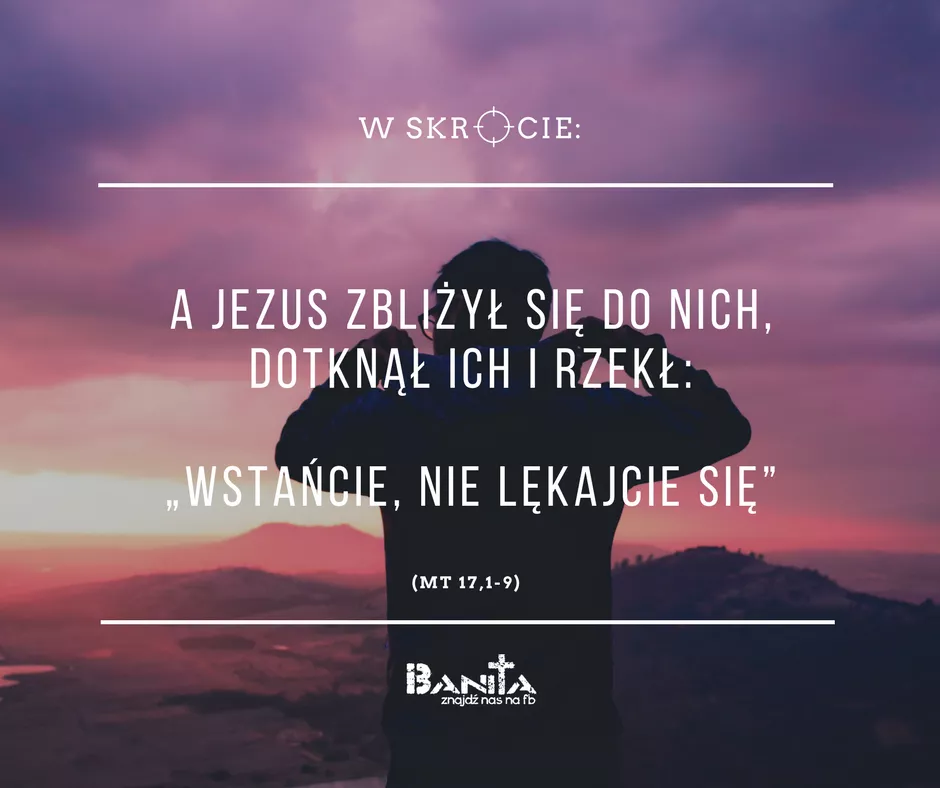 W SKRÓCIE:
A JEZUS ZBLIŻYŁ SIĘ DO NICH,
DOTKNĄŁ ICH I RZEKŁ:
„WSTAŃCIE, NIE LĘKAJCIE SIĘ”
(MT 17,1-9)
BANITA
znajdź nas na fb